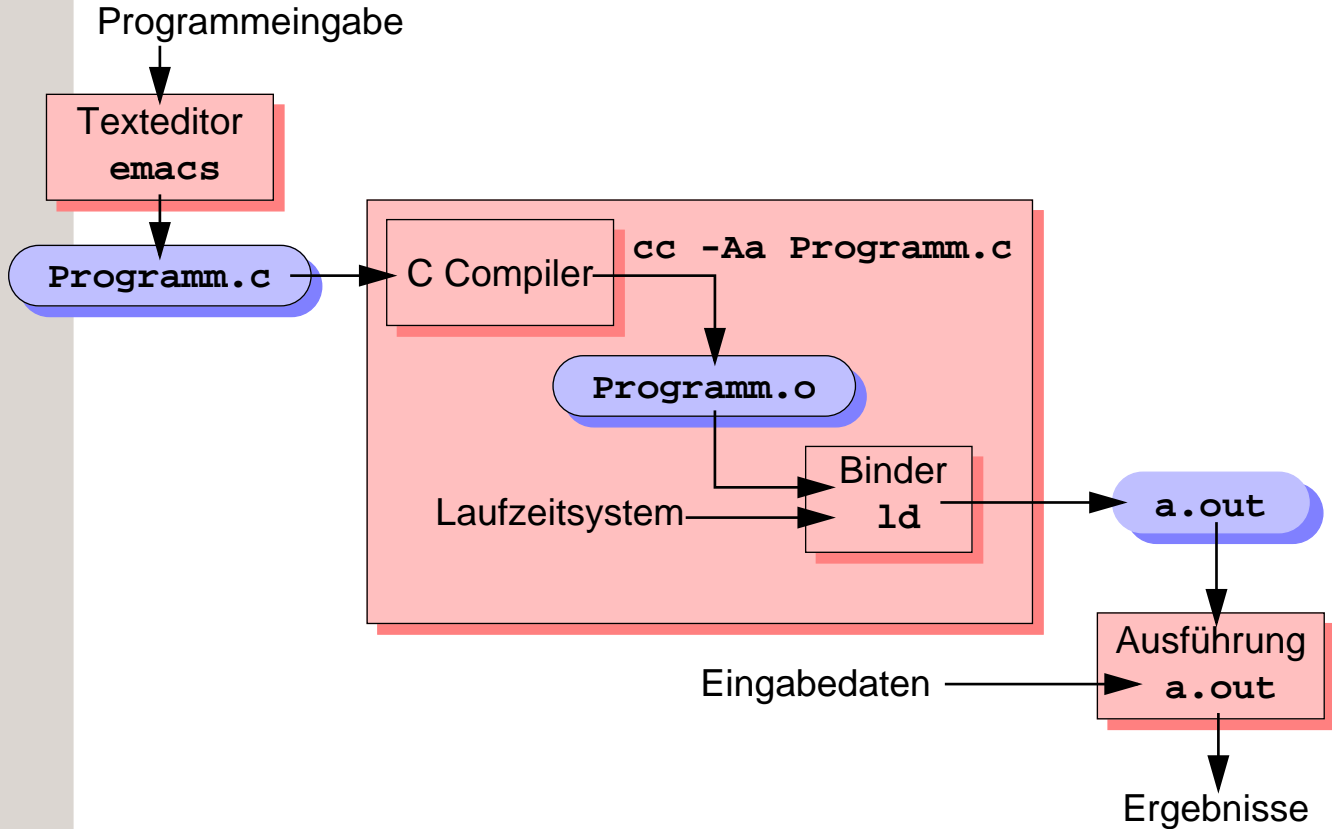 Programmeingabe
Texteditor
emacs
Programm.c
C Compiler
cc -Aa Programm.c
Programm.o
Laufzeitsystem
Binder
ld
a.out
Eingabedaten
Ausführung
a.out
Ergebnisse